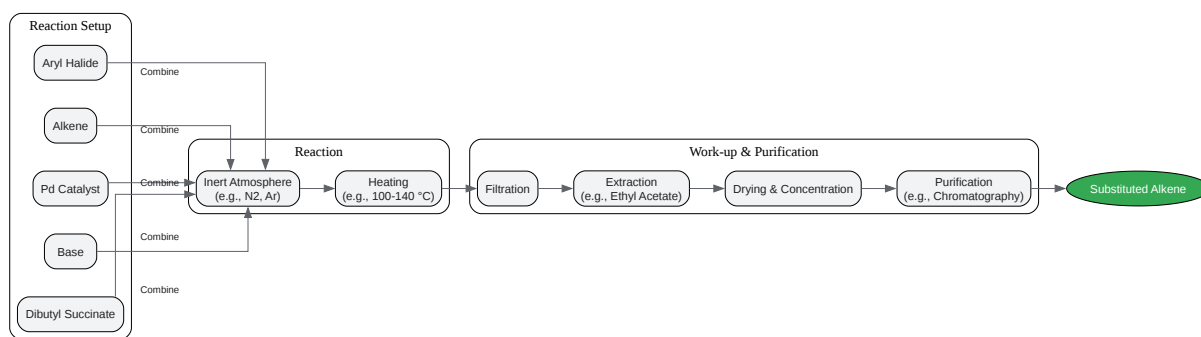 Reaction Setup
Aryl Halide
Combine
Alkene
Combine
Pd Catalyst
Combine
Base
Combine
Dibutyl Succinate
Combine
Reaction
Inert Atmosphere
(e.g., N2, Ar)
Heating
(e.g., 100-140 °C)
Work-up & Purification
Filtration
Extraction
(e.g., Ethyl Acetate)
Drying & Concentration
Purification
(e.g., Chromatography)
Substituted Alkene